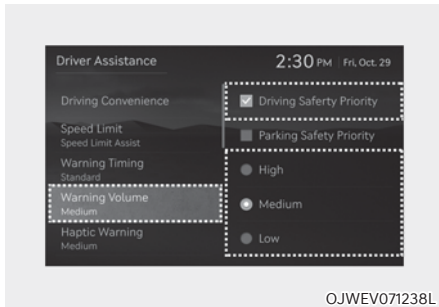 Driver Assistance
2:30 PM Fri, Oct. 29
Driving Convenience
Speed Limit
Speed Limit Assist
Warning Timing
Standard
Warning Volume
Medium
Haptic Warning
Medium
Driving Saferty Priority
Parking Safety Priority
High
Medium
Low
OJWEV071238L